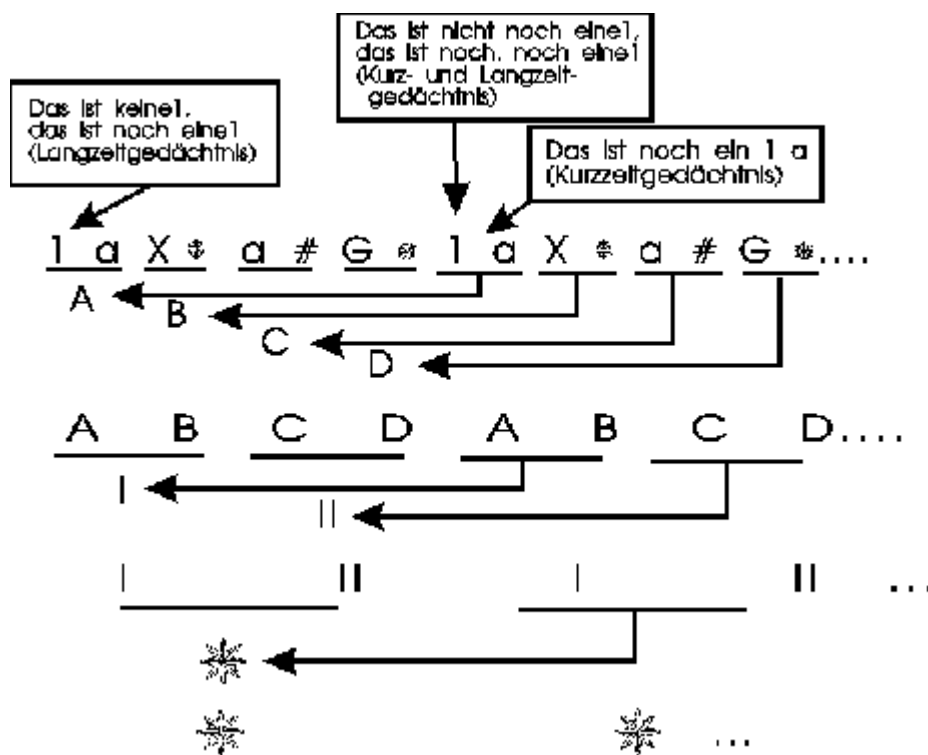 Das ist nicht noch eine1,
das ist noch, noch eine1
(Kurz- und Langzeit-
gedächtnis)
Das ist keine1,
das ist noch eine1
(Langzeitgedächtnis)
Das ist noch ein 1 a
(Kurzzeitgedächtnis)
1 a X a # G 1 a X a # G ....
A
B
C
D
A B C D A B C D ....
I
II
I II I II ...
...